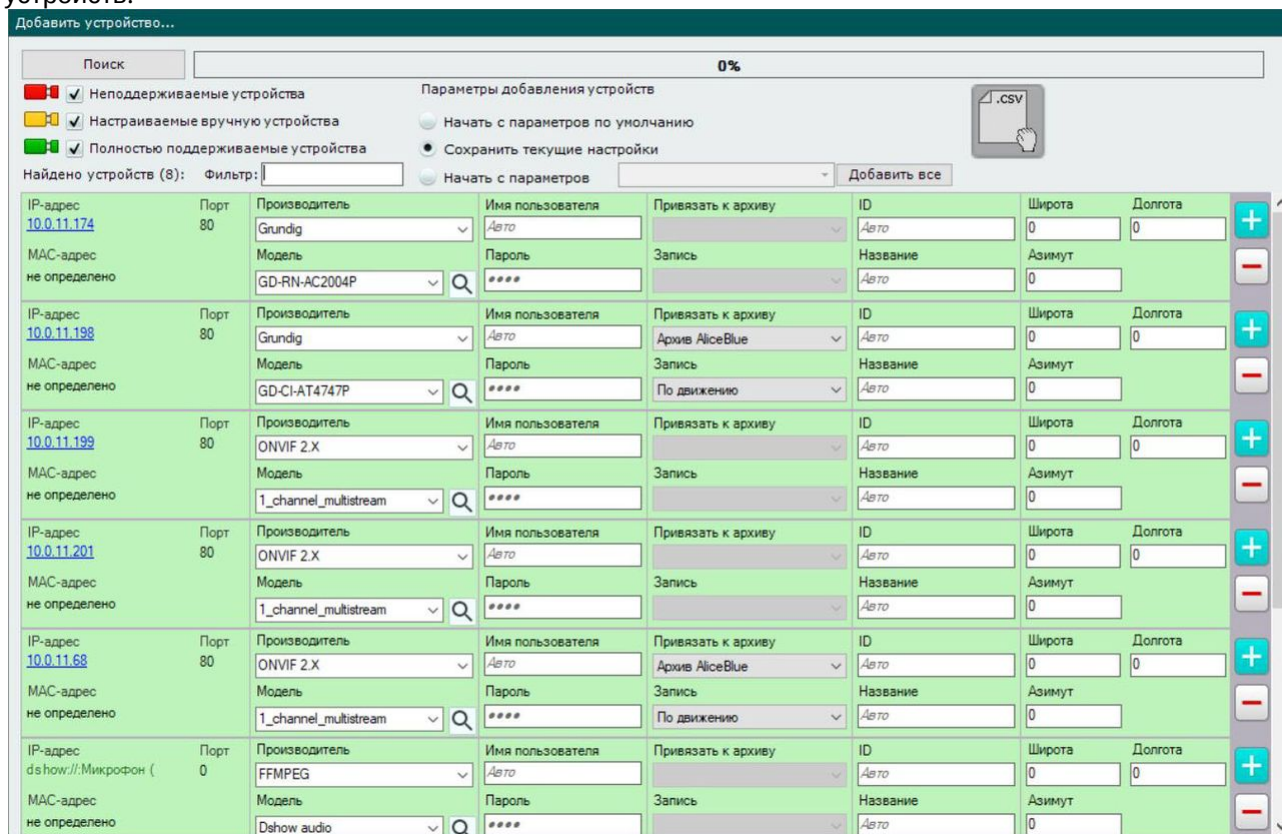 устройств.
Добавить устройство...
Поиск 0%
Неподдерживаемые устройства Параметры добавления устройств .csv
Настраиваемые вручную устройства Начать с параметров по умолчанию
Полностью поддерживаемые устройства Сохранить текущие настройки
Найдено устройств (8): Фильтр: Начать с параметров Добавить все
IP-адрес Порт Производитель Имя пользователя Привязать к архиву ID Широта Долгота
10.0.11.174 80 Grundig Авто Авто 0 0
MAC-адрес Модель Пароль Запись Название Азимут
не определено GD-RN-AC2004P **** Авто 0
IP-адрес Порт Производитель Имя пользователя Привязать к архиву ID Широта Долгота
10.0.11.198 80 Grundig Авто Архив AliceBlue Авто 0 0
MAC-адрес Модель Пароль Запись Название Азимут
не определено GD-CI-AT4747P **** По движению Авто 0
IP-адрес Порт Производитель Имя пользователя Привязать к архиву ID Широта Долгота
10.0.11.199 80 ONVIF 2.X Авто Авто 0 0
MAC-адрес Модель Пароль Запись Название Азимут
не определено 1_channel_multistream **** Авто 0
IP-адрес Порт Производитель Имя пользователя Привязать к архиву ID Широта Долгота
10.0.11.201 80 ONVIF 2.X Авто Авто 0 0
MAC-адрес Модель Пароль Запись Название Азимут
не определено 1_channel_multistream **** Авто 0
IP-адрес Порт Производитель Имя пользователя Привязать к архиву ID Широта Долгота
10.0.11.68 80 ONVIF 2.X Авто Архив AliceBlue Авто 0 0
MAC-адрес Модель Пароль Запись Название Азимут
не определено 1_channel_multistream **** По движению Авто 0
IP-адрес Порт Производитель Имя пользователя Привязать к архиву ID Широта Долгота
dshow://:Микрофон ( 0 FFMPEG Авто Авто 0 0
MAC-адрес Модель Пароль Запись Название Азимут
не определено Dshow audio **** Авто 0